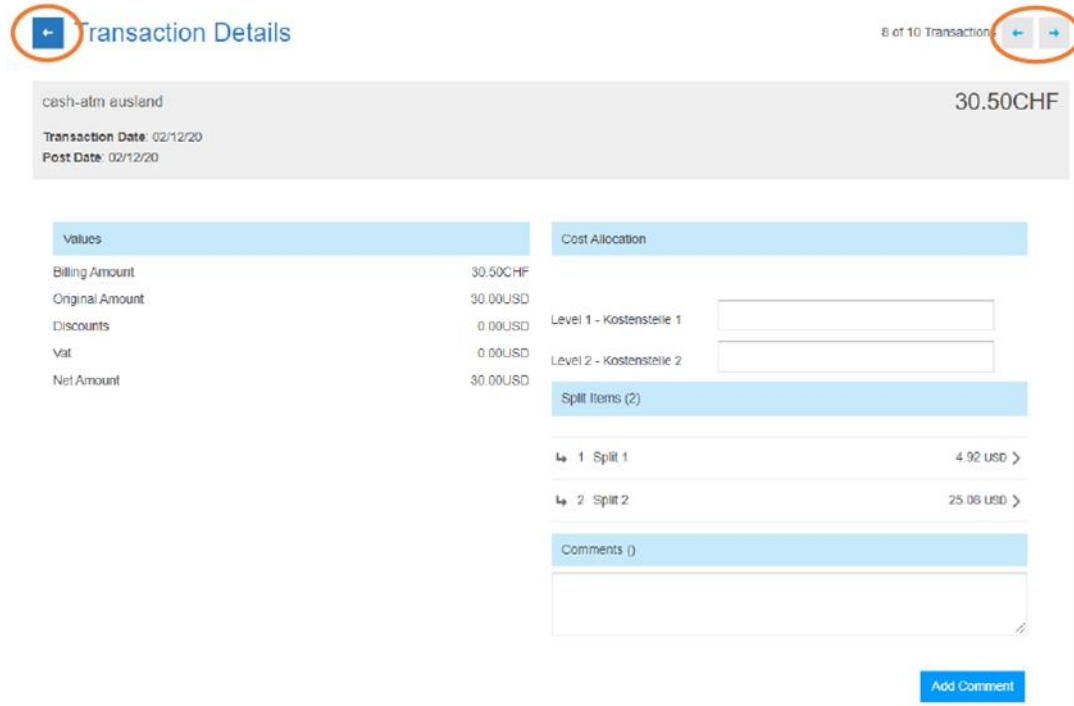 Transaction Details
8 of 10 Transactions
cash-atm ausland
30.50CHF
Transaction Date: 02/12/20
Post Date: 02/12/20
Values
Billing Amount 30.50CHF
Original Amount 30.00USD
Discounts 0.00USD
Vat 0.00USD
Net Amount 30.00USD
Cost Allocation
Level 1 - Kostenstelle 1
Level 2 - Kostenstelle 2
Split Items (2)
1 Split 1 4.92 USD
2 Split 2 25.08 USD
Comments ()
Add Comment